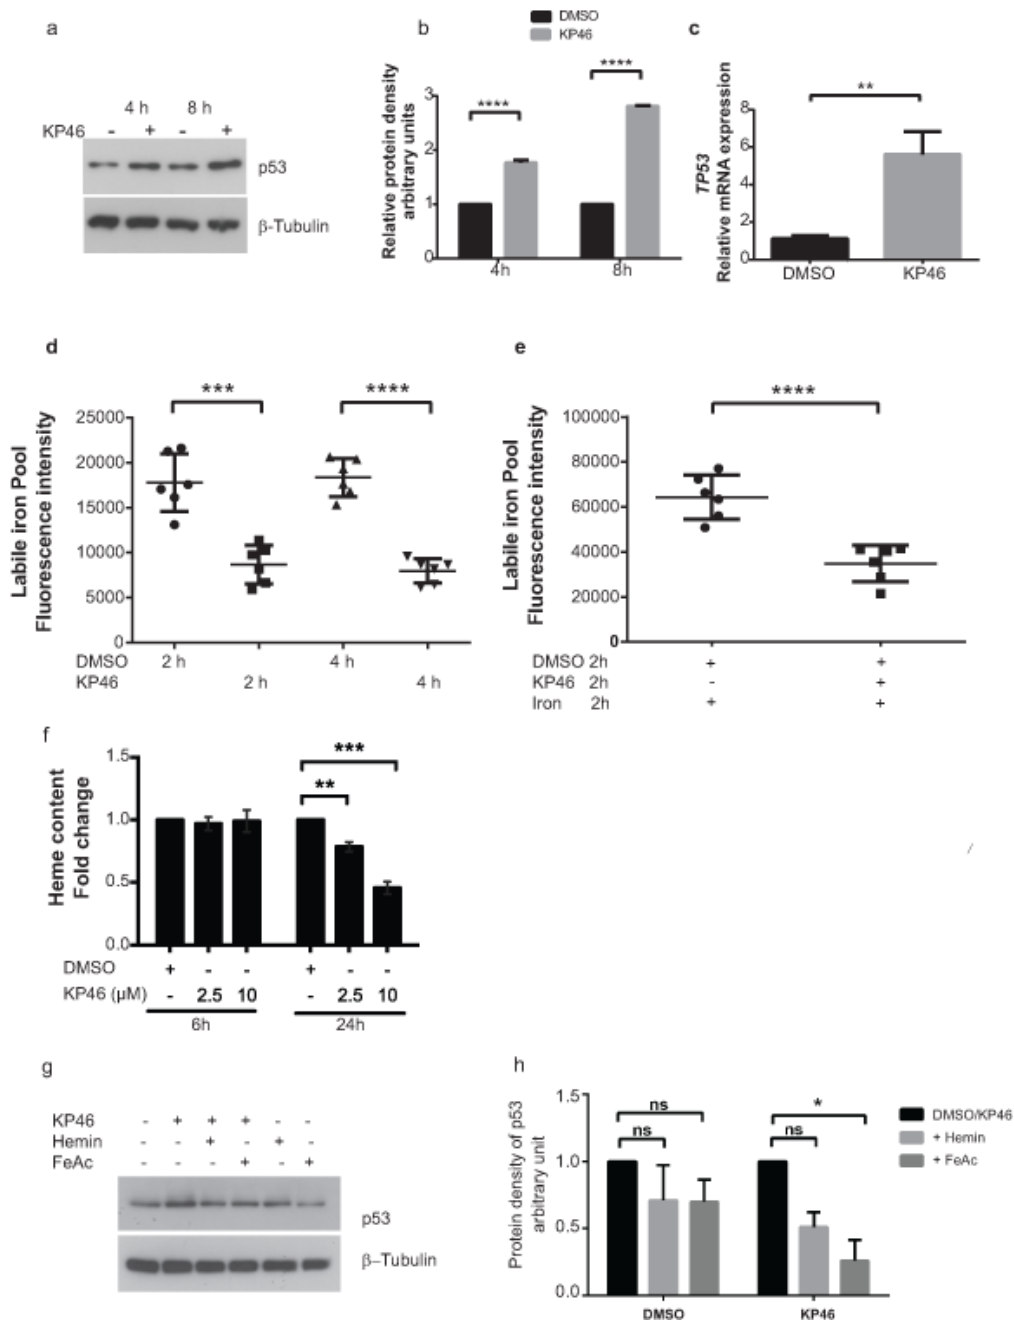 a
4 h 8 h
KP46 - + - +
p53
β-Tubulin
b
DMSO
KP46
Relative protein density
arbitrary units
3
2
1
0
****
****
4h 8h
c
TP53
Relative mRNA expression
8
6
4
2
0
**
DMSO KP46
d
Labile iron Pool
Fluorescence intensity
25000
20000
15000
10000
5000
0
*** ****
DMSO 2 h 4 h
KP46 2 h 4 h
e
Labile iron Pool
Fluorescence intensity
100000
80000
60000
40000
20000
0
****
DMSO 2h + +
KP46 2h - +
Iron 2h + +
f
Heme content
Fold change
1.5
1.0
0.5
0.0
***
**
DMSO + - - + - -
KP46 (µM) - 2.5 10 - 2.5 10
6h 24h
g
KP46 - + + + - -
Hemin - - + - + -
FeAc - - - + - +
p53
β–Tubulin
h
Protein density of p53
arbitrary unit
1.5
1.0
0.5
0.0
ns
ns
*
ns
DMSO KP46
DMSO/KP46
+ Hemin
+ FeAc